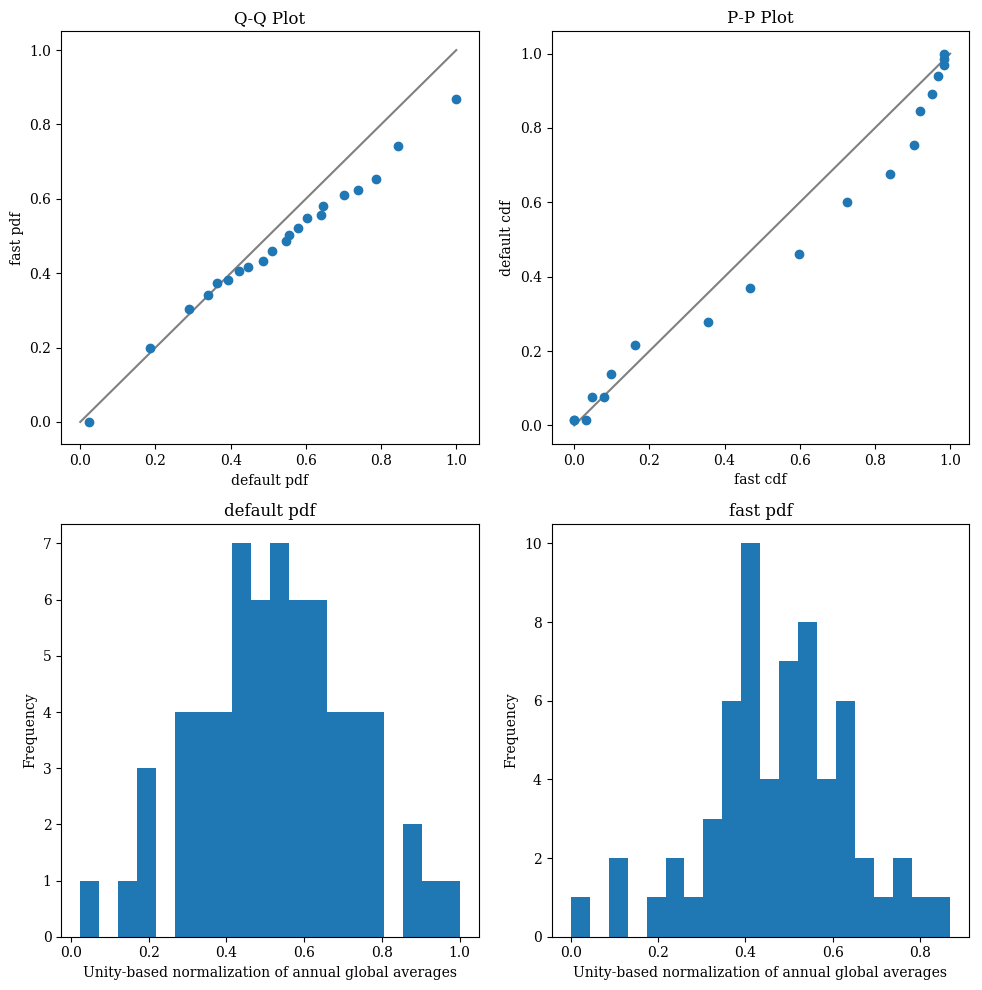 Q-Q Plot
1.0
0.8
0.6
0.4
0.2
0.0
fast pdf
0.0 0.2 0.4 0.6 0.8 1.0
default pdf
P-P Plot
1.0
0.8
0.6
0.4
0.2
0.0
default cdf
0.0 0.2 0.4 0.6 0.8 1.0
fast cdf
default pdf
7
6
5
4
3
2
1
0
Frequency
0.0 0.2 0.4 0.6 0.8 1.0
Unity-based normalization of annual global averages
fast pdf
10
8
6
4
2
0
Frequency
0.0 0.2 0.4 0.6 0.8
Unity-based normalization of annual global averages